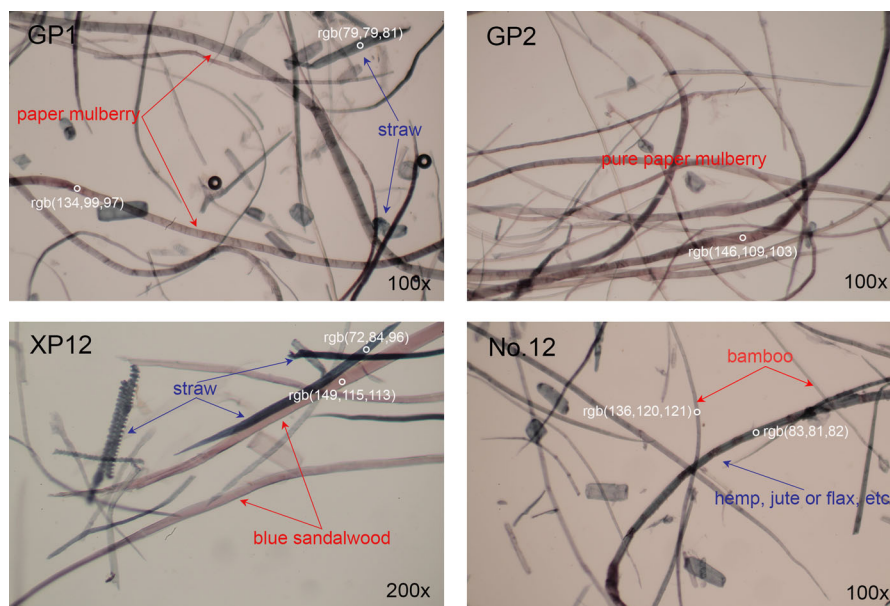 GP1
rgb(79,79,81)
paper mulberry
straw
rgb(134,99,97)
100x
GP2
pure paper mulberry
rgb(146,109,103)
100x
XP12
rgb(72,84,96)
straw
rgb(149,115,113)
blue sandalwood
200x
No.12
bamboo
rgb(136,120,121)
rgb(83,81,82)
hemp, jute or flax, etc
100x